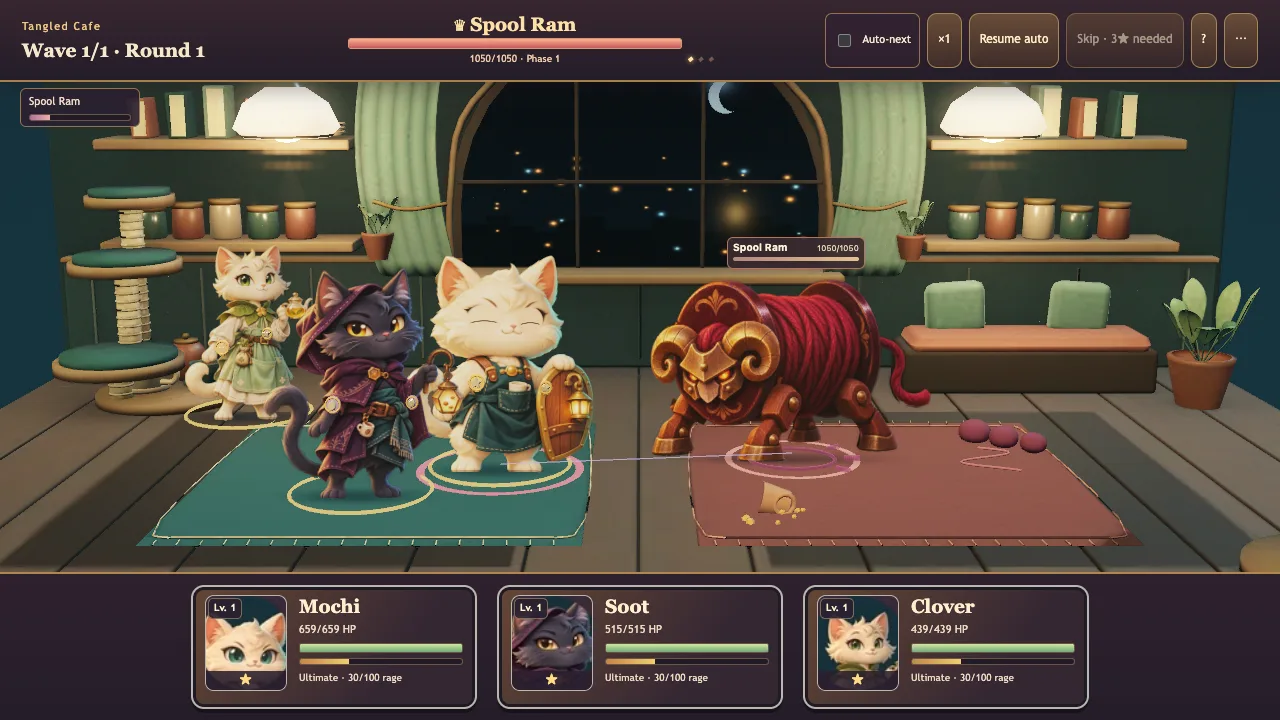 Tangled Cafe
Wave 1/1 · Round 1
♛ Spool Ram
1050/1050 · Phase 1
Auto-next
×1
Resume auto
Skip · 3★ needed
?
...
Spool Ram
Spool Ram 1050/1050
Lv. 1
Mochi
659/659 HP
Ultimate · 30/100 rage
Lv. 1
Soot
515/515 HP
Ultimate · 30/100 rage
Lv. 1
Clover
439/439 HP
Ultimate · 30/100 rage